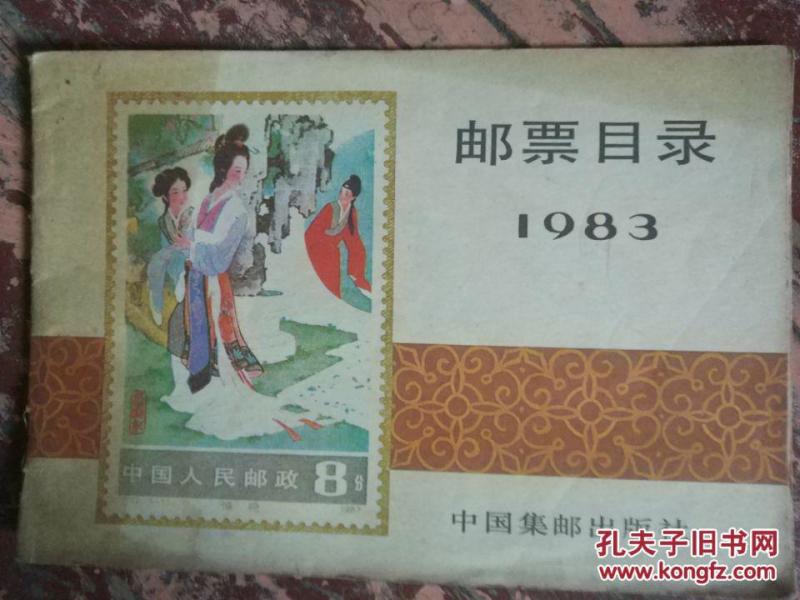 邮票目录
1983
中国人民邮政 8分
中国集邮出版社
孔夫子旧书网
www.kongfz.com